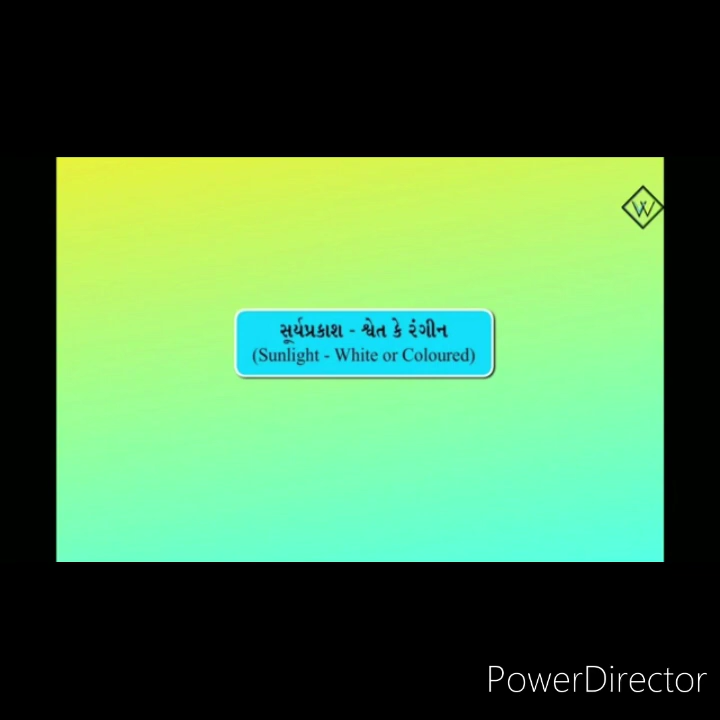 સૂર્યપ્રકાશ - શ્વેત કે રંગીન
(Sunlight - White or Coloured)
W
PowerDirector